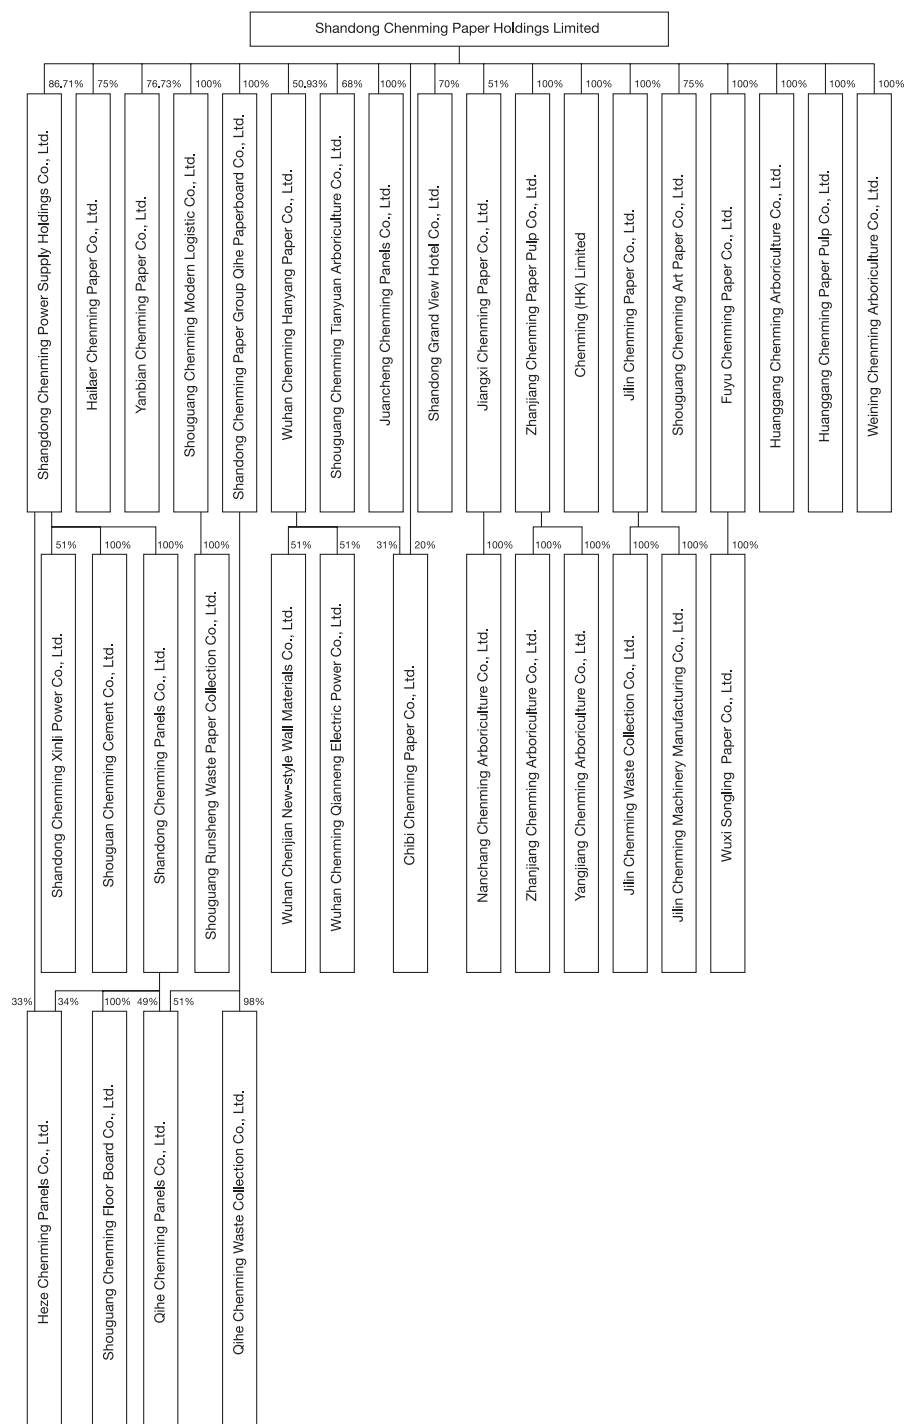 Shandong Chenming Paper Holdings Limited
86.71%
75%
76.73%
100%
100%
50.93%
68%
100%
70%
51%
100%
100%
100%
75%
100%
100%
100%
100%
Shangdong Chenming Power Supply Holdings Co., Ltd.
Hailaer Chenming Paper Co., Ltd.
Yanbian Chenming Paper Co., Ltd.
Shouguang Chenming Modern Logistic Co., Ltd.
Shandong Chenming Paper Group Qihe Paperboard Co., Ltd.
Wuhan Chenming Hanyang Paper Co., Ltd.
Shouguang Chenming Tianyuan Arboriculture Co., Ltd.
Juancheng Chenming Panels Co., Ltd.
Shandong Grand View Hotel Co., Ltd.
Jiangxi Chenming Paper Co., Ltd.
Zhanjiang Chenming Paper Pulp Co., Ltd.
Chenming (HK) Limited
Jilin Chenming Paper Co., Ltd.
Shouguang Chenming Art Paper Co., Ltd.
Fuyu Chenming Paper Co., Ltd.
Huanggang Chenming Arboriculture Co., Ltd.
Huanggang Chenming Paper Pulp Co., Ltd.
Weining Chenming Arboriculture Co., Ltd.
51%
100%
100%
100%
51%
51%
31%
20%
100%
100%
100%
100%
100%
100%
Shandong Chenming Xinli Power Co., Ltd.
Shouguan Chenming Cement Co., Ltd.
Shandong Chenming Panels Co., Ltd.
Shouguang Runsheng Waste Paper Collection Co., Ltd.
Wuhan Chenjian New-style Wall Materials Co., Ltd.
Wuhan Chenming Qianneng Electric Power Co., Ltd.
Chibi Chenming Paper Co., Ltd.
Nanchang Chenming Arboriculture Co., Ltd.
Zhanjiang Chenming Arboriculture Co., Ltd.
Yangjiang Chenming Arboriculture Co., Ltd.
Jilin Chenming Waste Collection Co., Ltd.
Jilin Chenming Machinery Manufacturing Co., Ltd.
Wuxi Songling Paper Co., Ltd.
33%
34%
100%
49%
51%
98%
Heze Chenming Panels Co., Ltd.
Shouguang Chenming Floor Board Co., Ltd.
Qihe Chenming Panels Co., Ltd.
Qihe Chenming Waste Collection Co., Ltd.